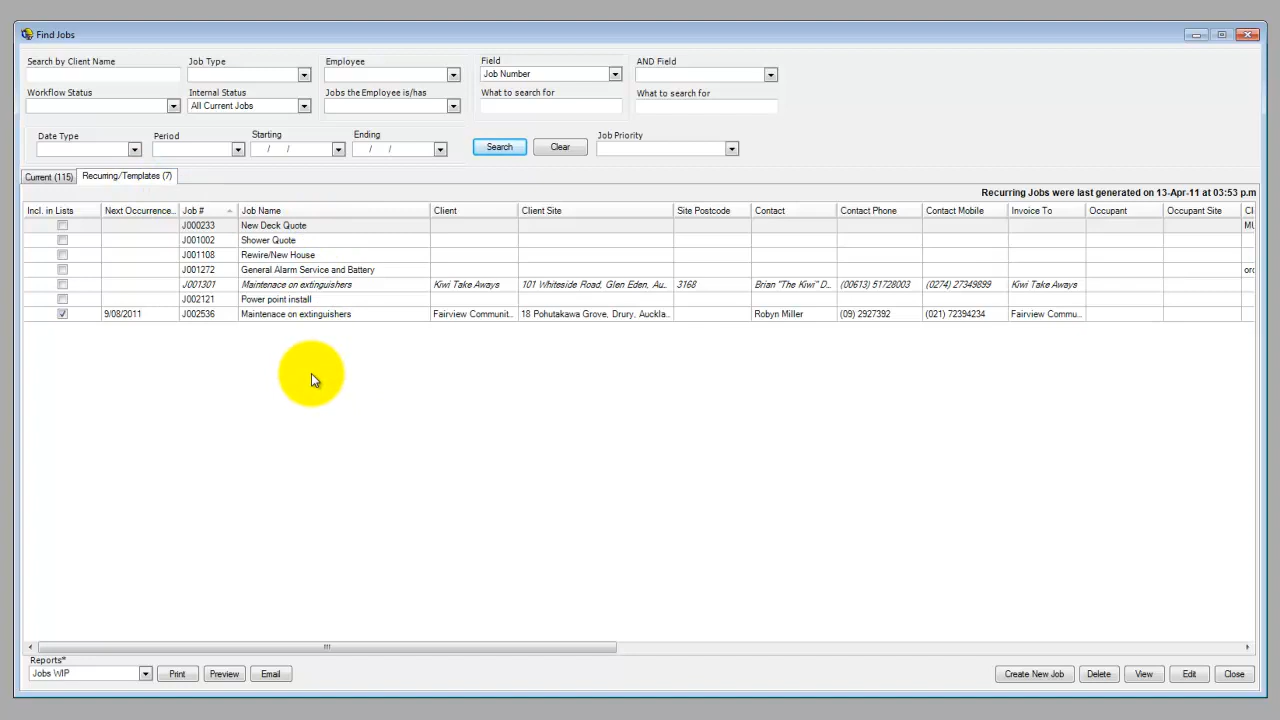 Find Jobs
Search by Client Name Job Type Employee Field AND Field
Job Number
Workflow Status Internal Status Jobs the Employee is/has What to search for What to search for
All Current Jobs
Date Type Period Starting Ending Job Priority
/ / / / Search Clear
Current (115) Recurring/Templates (7)
Recurring Jobs were last generated on 13-Apr-11 at 03:53 p.m
Incl. in Lists Next Occurrence... Job # Job Name Client Client Site Site Postcode Contact Contact Phone Contact Mobile Invoice To Occupant Occupant Site Cl
J000233 New Deck Quote
J001002 Shower Quote
J001108 Rewire/New House
J001272 General Alarm Service and Battery orc
J001301 Maintenace on extinguishers Kiwi Take Aways 101 Whiteside Road, Glen Eden, Au... 3168 Brian "The Kiwi" D... (00613) 51728003 (0274) 27349899 Kiwi Take Aways
J002121 Power point install
9/08/2011 J002536 Maintenace on extinguishers Fairview Communit... 18 Pohutakawa Grove, Drury, Auckla... Robyn Miller (09) 2927392 (021) 72394234 Fairview Commu...
Reports*
Jobs WIP Print Preview Email Create New Job Delete View Edit Close